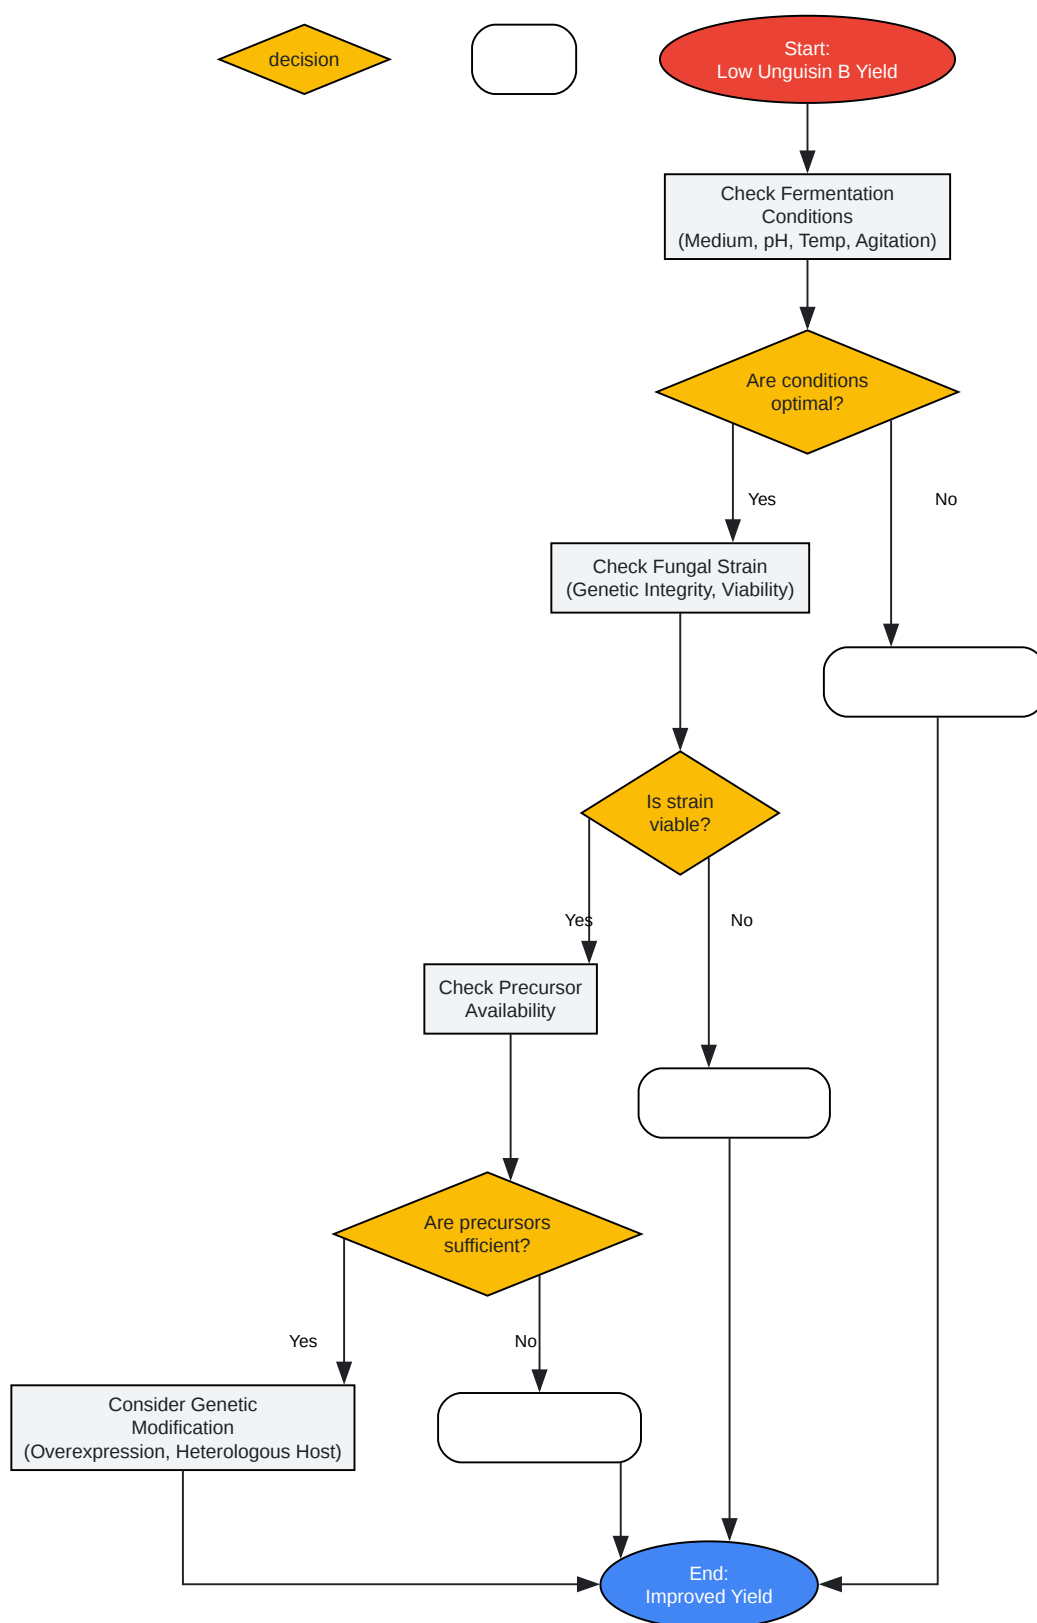 decision
Start:
Low Unguisin B Yield
Check Fermentation
Conditions
(Medium, pH, Temp, Agitation)
Are conditions
optimal?
Yes
No
Check Fungal Strain
(Genetic Integrity, Viability)
Is strain
viable?
Yes
No
Check Precursor
Availability
Are precursors
sufficient?
Yes
No
Consider Genetic
Modification
(Overexpression, Heterologous Host)
End:
Improved Yield